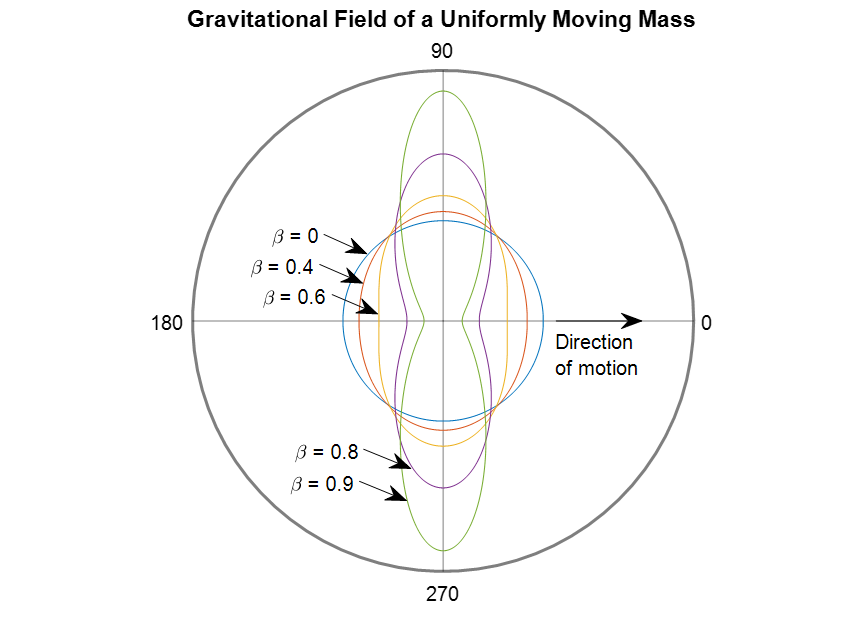 Gravitational Field of a Uniformly Moving Mass
90
β = 0
β = 0.4
β = 0.6
180
0
Direction
of motion
β = 0.8
β = 0.9
270